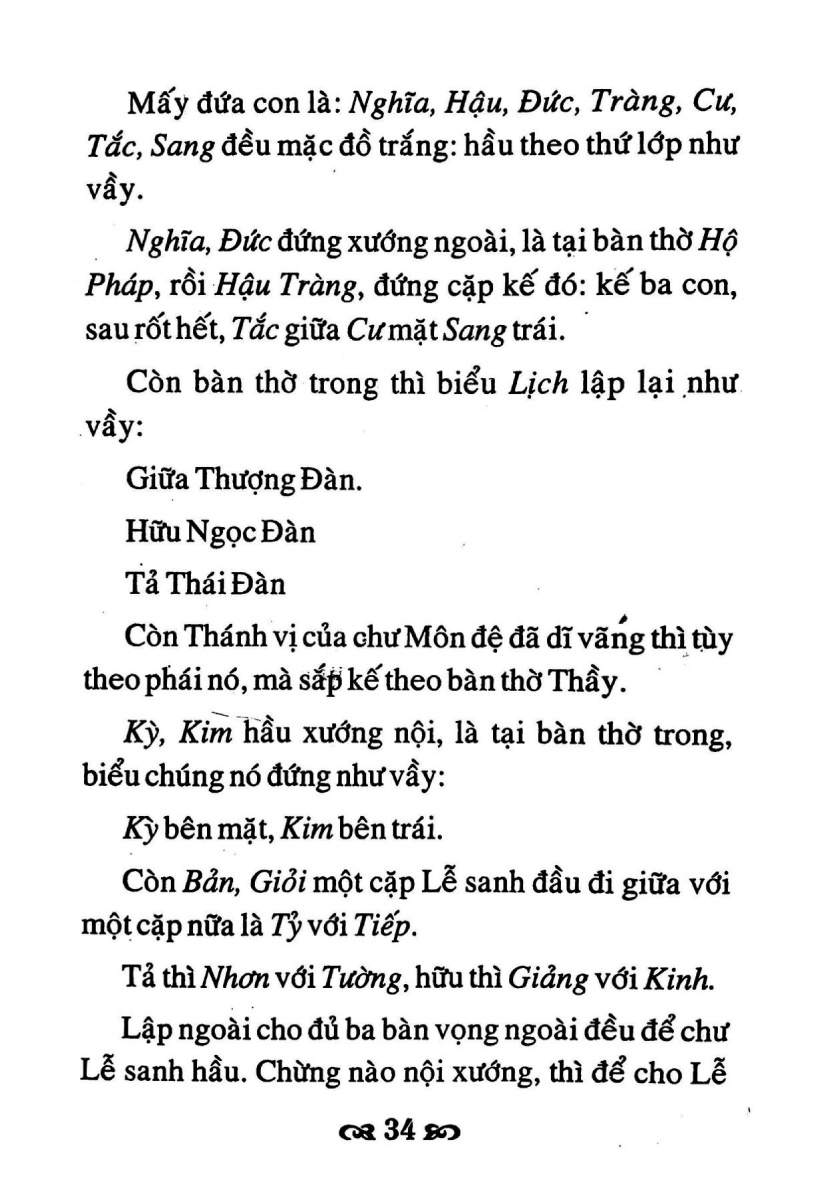 Mấy đứa con là: Nghĩa, Hậu, Đức, Tràng, Cư,
Tắc, Sang đều mặc đồ trắng: hầu theo thứ lớp như
vầy.
Nghĩa, Đức đứng xướng ngoài, là tại bàn thờ Hộ
Pháp, rồi Hậu Tràng, đứng cặp kế đó: kế ba con,
sau rốt hết, Tắc giữa Cư mặt Sang trái.
Còn bàn thờ trong thì biểu Lịch lập lại như
vầy:
Giữa Thượng Đàn.
Hữu Ngọc Đàn
Tả Thái Đàn
Còn Thánh vị của chư Môn đệ đã dĩ vãng thì tùy
theo phái nó, mà sắp kế theo bàn thờ Thầy.
Kỳ, Kim hầu xướng nội, là tại bàn thờ trong,
biểu chúng nó đứng như vầy:
Kỳ bên mặt, Kim bên trái.
Còn Bản, Giỏi một cặp Lễ sanh đầu đi giữa với
một cặp nữa là Tỷ với Tiếp.
Tả thì Nhơn với Tường, hữu thì Giảng với Kinh.
Lập ngoài cho đủ ba bàn vọng ngoài đều để chư
Lễ sanh hầu. Chừng nào nội xướng, thì để cho Lễ
34